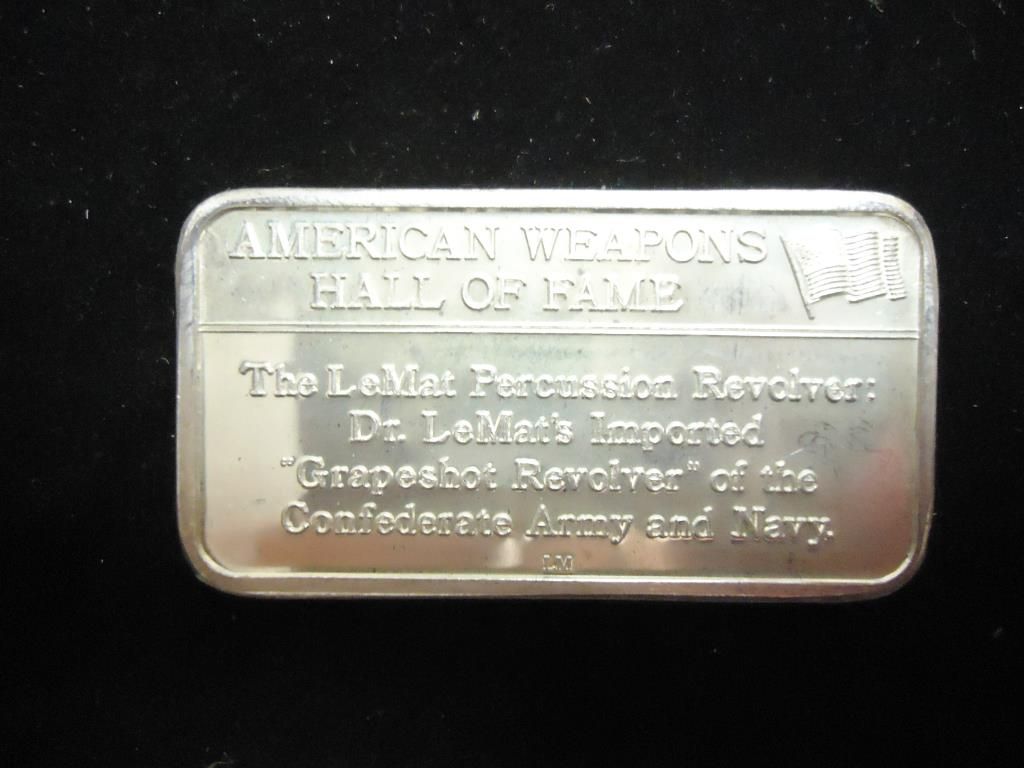 AMERICAN WEAPONS
HALL OF FAME
The LeMat Percussion Revolver:
Dr. LeMat's Imported
"Grapeshot Revolver" of the
Confederate Army and Navy.
LM